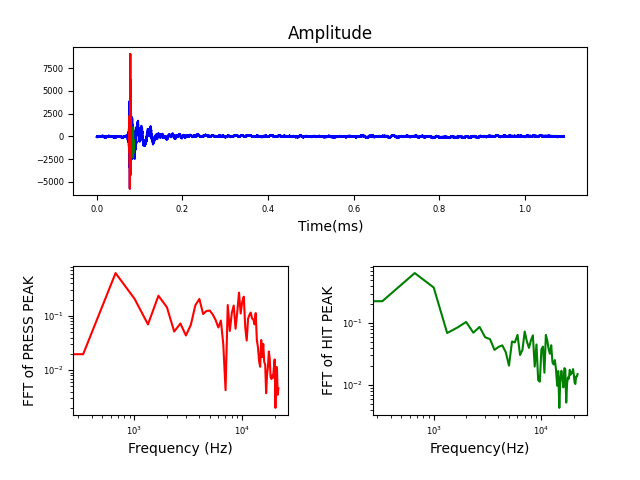 Amplitude
7500
5000
2500
0
−2500
−5000
0.0 0.2 0.4 0.6 0.8 1.0
Time(ms)
FFT of PRESS PEAK
10⁻¹
10⁻²
10³ 10⁴
Frequency (Hz)
FFT of HIT PEAK
10⁻¹
10⁻²
10³ 10⁴
Frequency(Hz)